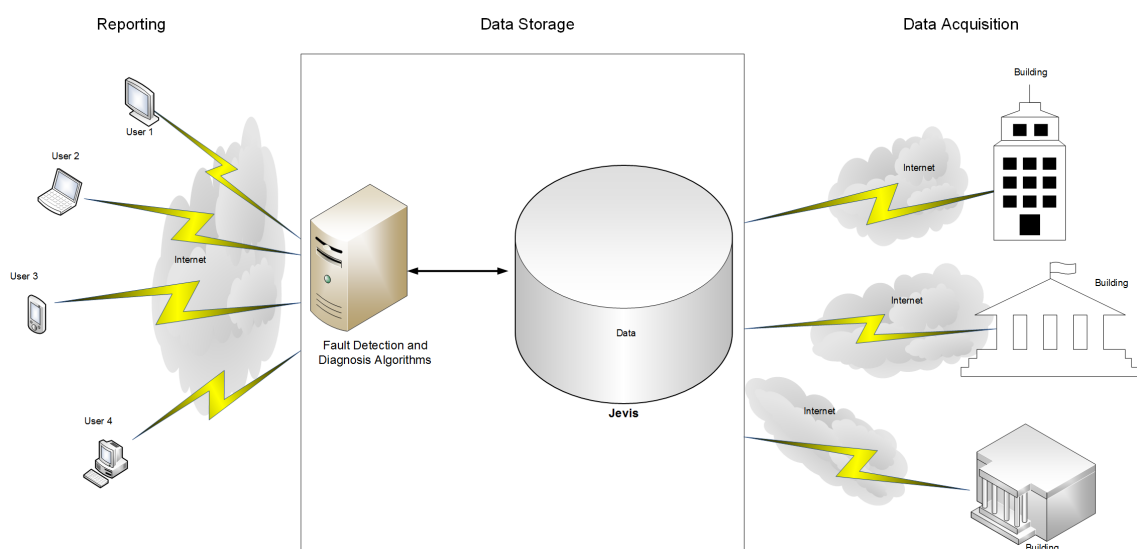 Reporting
Data Storage
Data Acquisition
User 1
User 2
User 3
User 4
Internet
Fault Detection and
Diagnosis Algorithms
Data
Jevis
Building
Internet
Building
Internet
Internet
Building